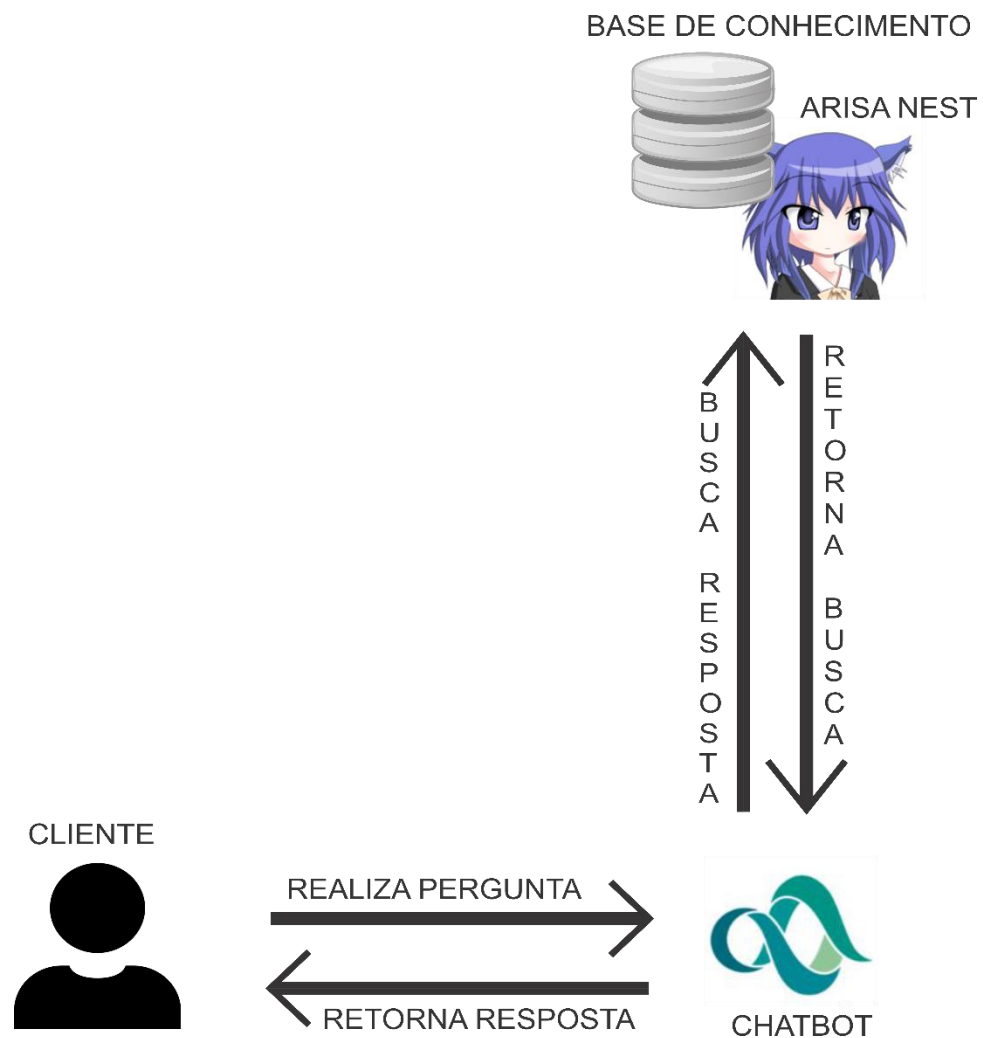 BASE DE CONHECIMENTO
ARISA NEST
BUSCA RESPOSTA
RETORNA BUSCA
CLIENTE
REALIZA PERGUNTA
RETORNA RESPOSTA
CHATBOT